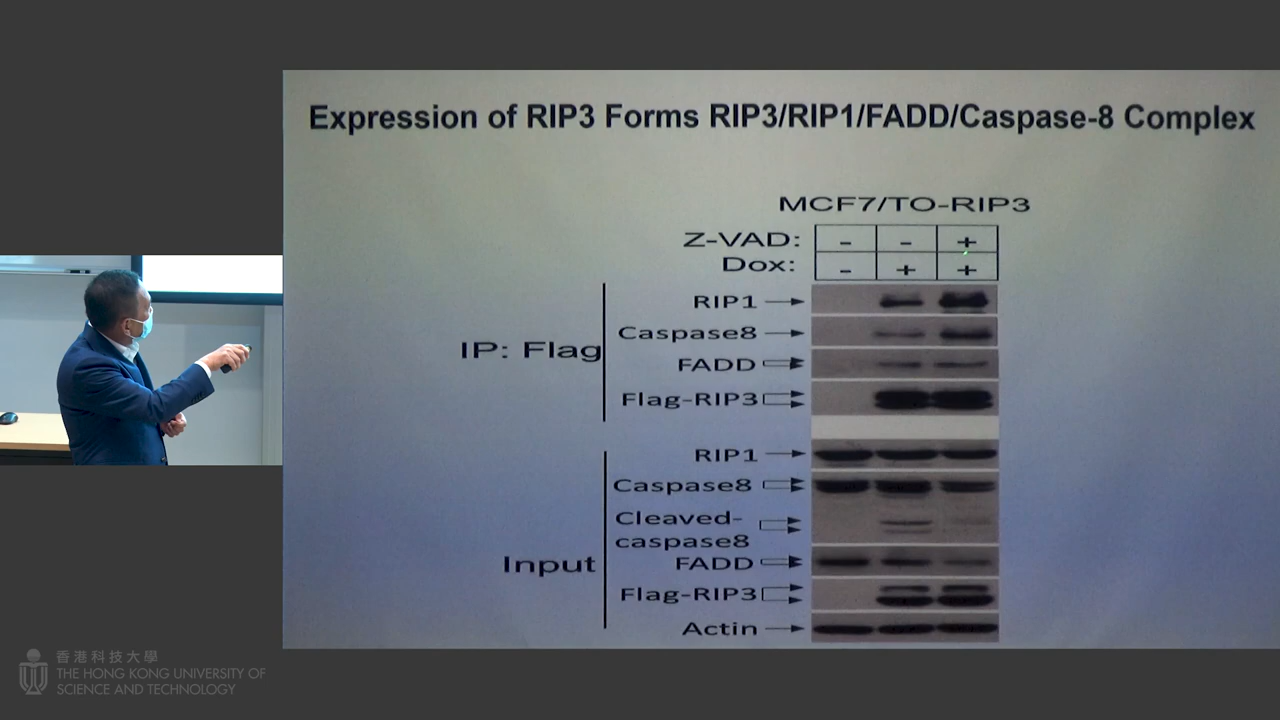 Expression of RIP3 Forms RIP3/RIP1/FADD/Caspase-8 Complex
MCF7/TO-RIP3
Z-VAD: - - +
Dox: - + +
IP: Flag
RIP1
Caspase8
FADD
Flag-RIP3
Input
RIP1
Caspase8
Cleaved-
caspase8
FADD
Flag-RIP3
Actin
香港科技大學
THE HONG KONG UNIVERSITY OF
SCIENCE AND TECHNOLOGY